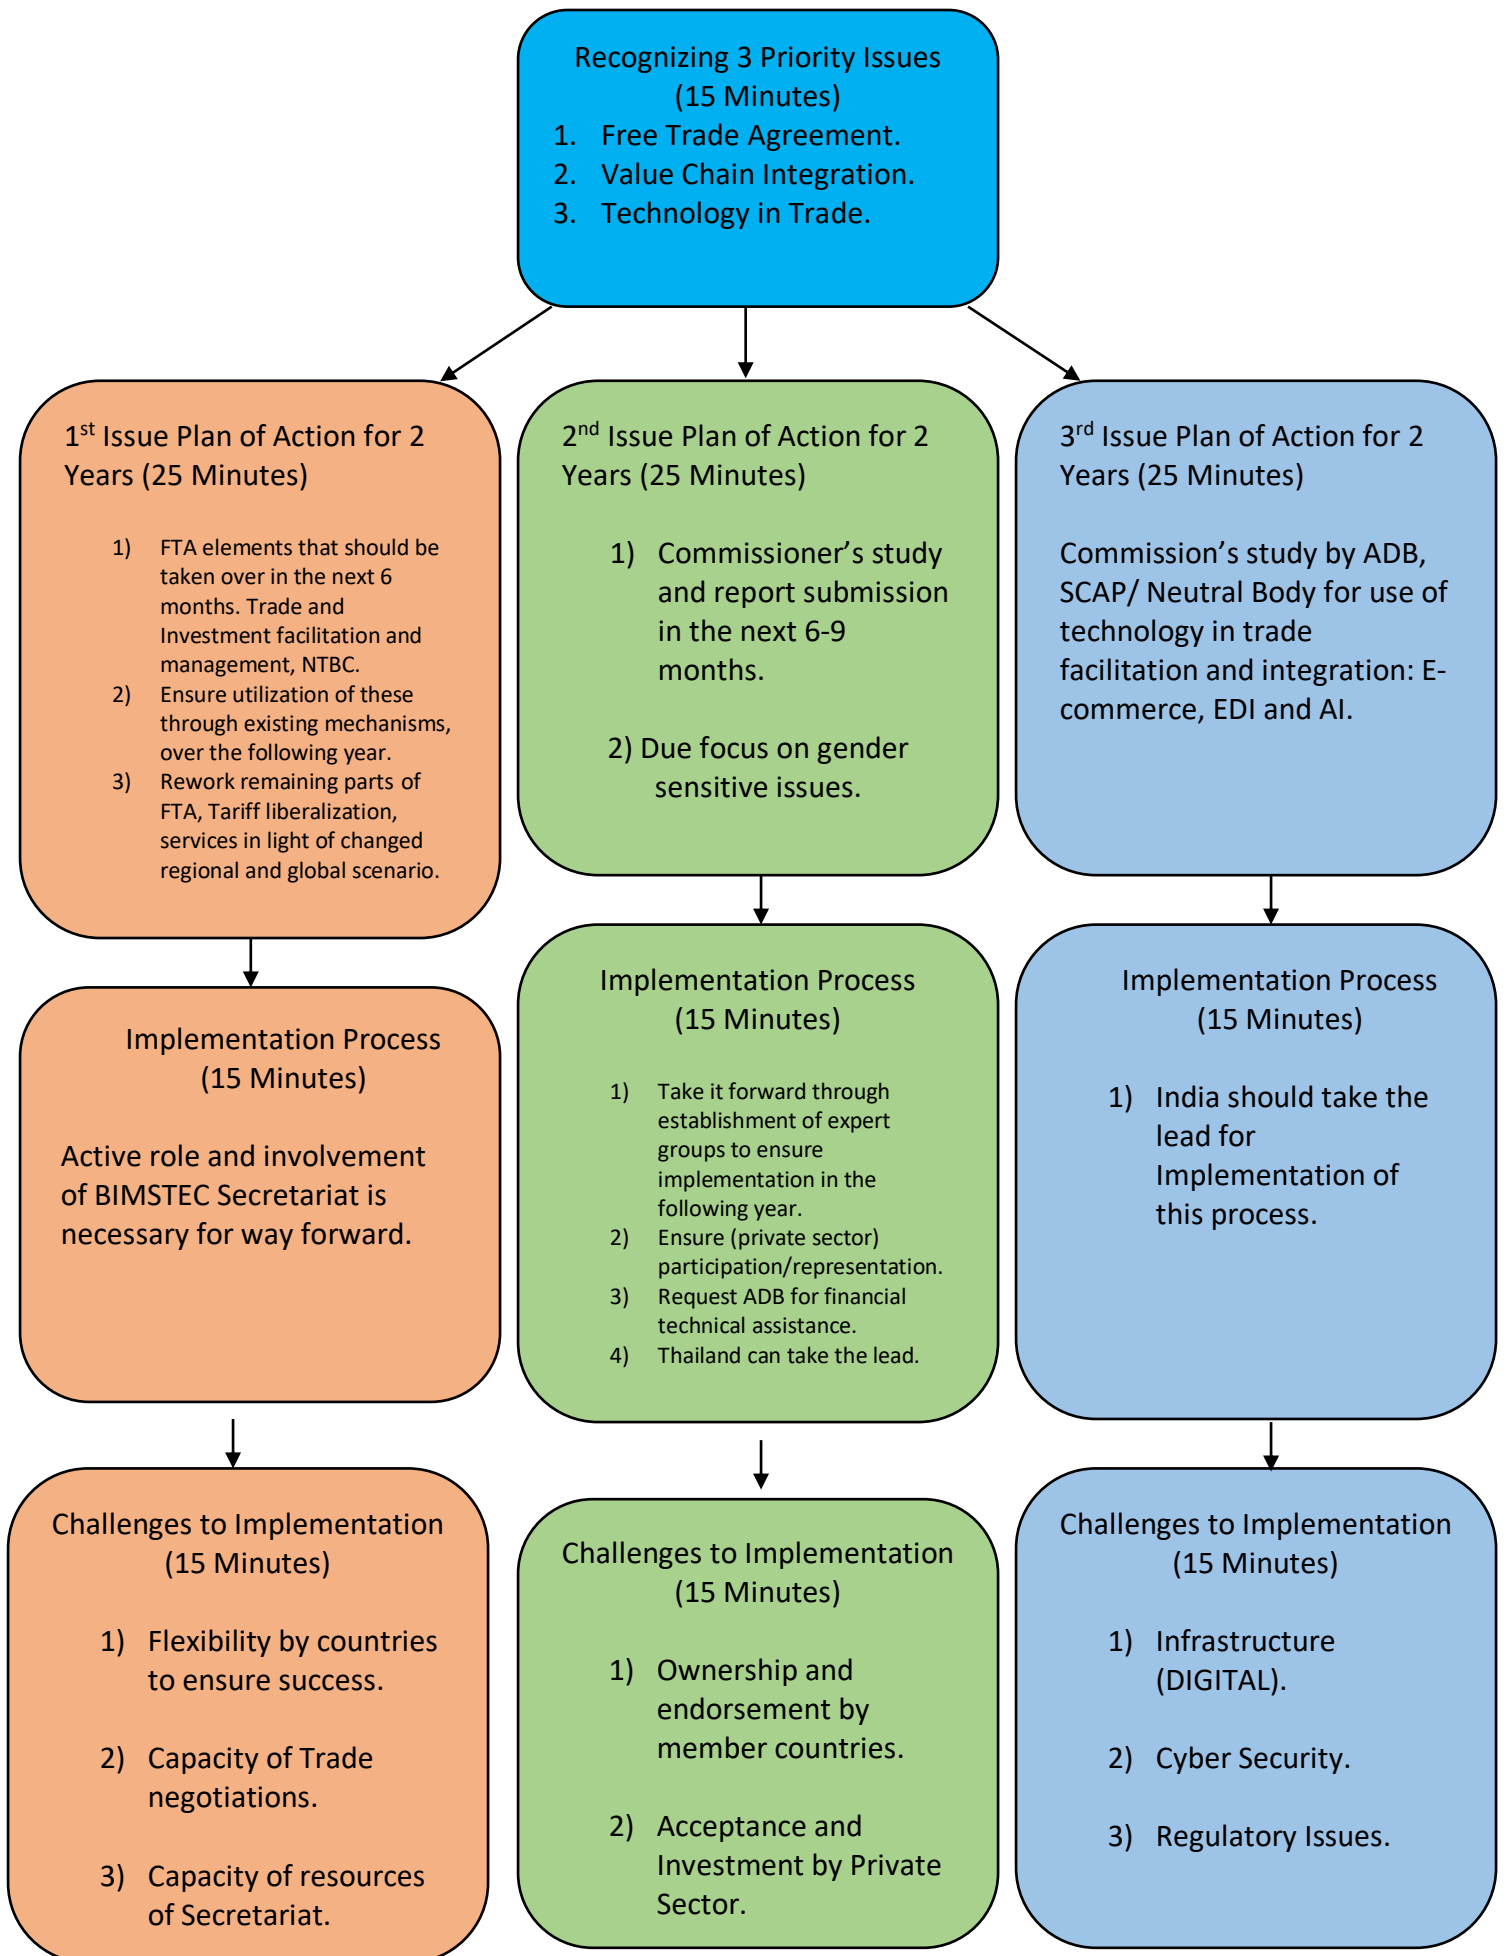 Recognizing 3 Priority Issues
(15 Minutes)
1. Free Trade Agreement.
2. Value Chain Integration.
3. Technology in Trade.
1st Issue Plan of Action for 2
Years (25 Minutes)
1) FTA elements that should be
taken over in the next 6
months. Trade and
Investment facilitation and
management, NTBC.
2) Ensure utilization of these
through existing mechanisms,
over the following year.
3) Rework remaining parts of
FTA, Tariff liberalization,
services in light of changed
regional and global scenario.
Implementation Process
(15 Minutes)
Active role and involvement
of BIMSTEC Secretariat is
necessary for way forward.
Challenges to Implementation
(15 Minutes)
1) Flexibility by countries
to ensure success.
2) Capacity of Trade
negotiations.
3) Capacity of resources
of Secretariat.
2nd Issue Plan of Action for 2
Years (25 Minutes)
1) Commissioner’s study
and report submission
in the next 6-9
months.
2) Due focus on gender
sensitive issues.
Implementation Process
(15 Minutes)
1) Take it forward through
establishment of expert
groups to ensure
implementation in the
following year.
2) Ensure (private sector)
participation/representation.
3) Request ADB for financial
technical assistance.
4) Thailand can take the lead.
Challenges to Implementation
(15 Minutes)
1) Ownership and
endorsement by
member countries.
2) Acceptance and
Investment by Private
Sector.
3rd Issue Plan of Action for 2
Years (25 Minutes)
Commission’s study by ADB,
SCAP/ Neutral Body for use of
technology in trade
facilitation and integration: E-
commerce, EDI and AI.
Implementation Process
(15 Minutes)
1) India should take the
lead for
Implementation of
this process.
Challenges to Implementation
(15 Minutes)
1) Infrastructure
(DIGITAL).
2) Cyber Security.
3) Regulatory Issues.